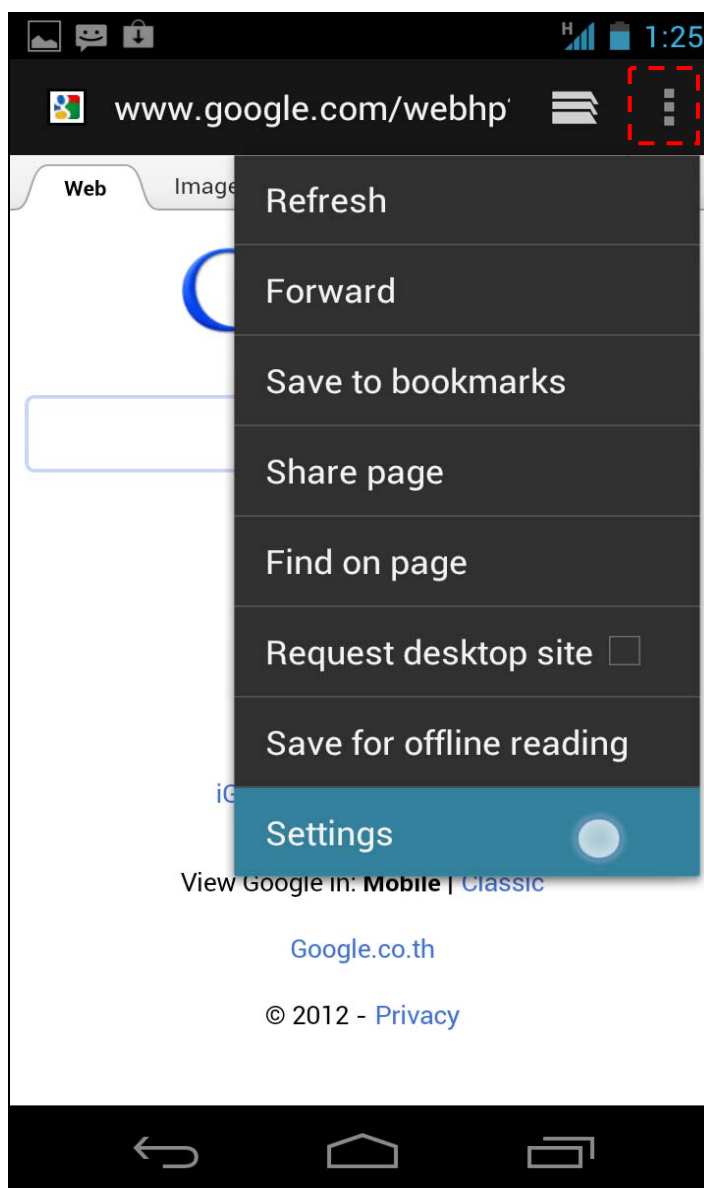 H 1:25
www.google.com/webhp
Web Image
Refresh
Forward
Save to bookmarks
Share page
Find on page
Request desktop site
Save for offline reading
iG
Settings
View Google in: Mobile | Classic
Google.co.th
© 2012 - Privacy